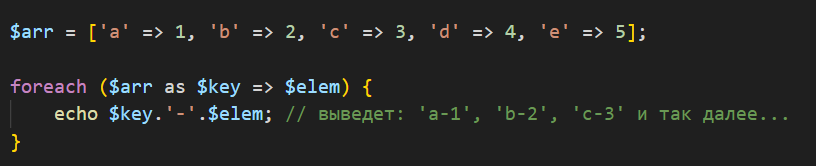 $arr = ['a' => 1, 'b' => 2, 'c' => 3, 'd' => 4, 'e' => 5];
foreach ($arr as $key => $elem) {
echo $key.'-'.$elem; // выведет: 'a-1', 'b-2', 'c-3' и так далее...
}